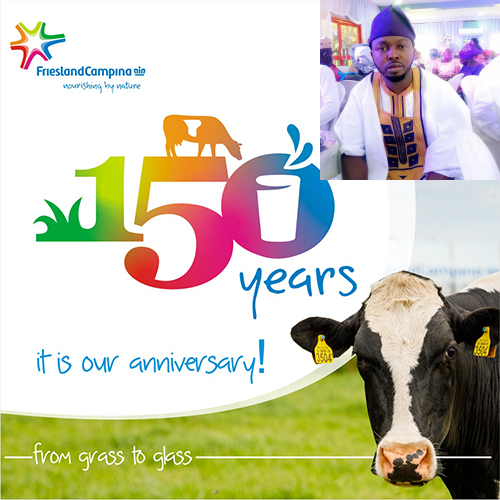 FrieslandCampina
nourishing by nature
150
years
it is our anniversary!
from grass to glass